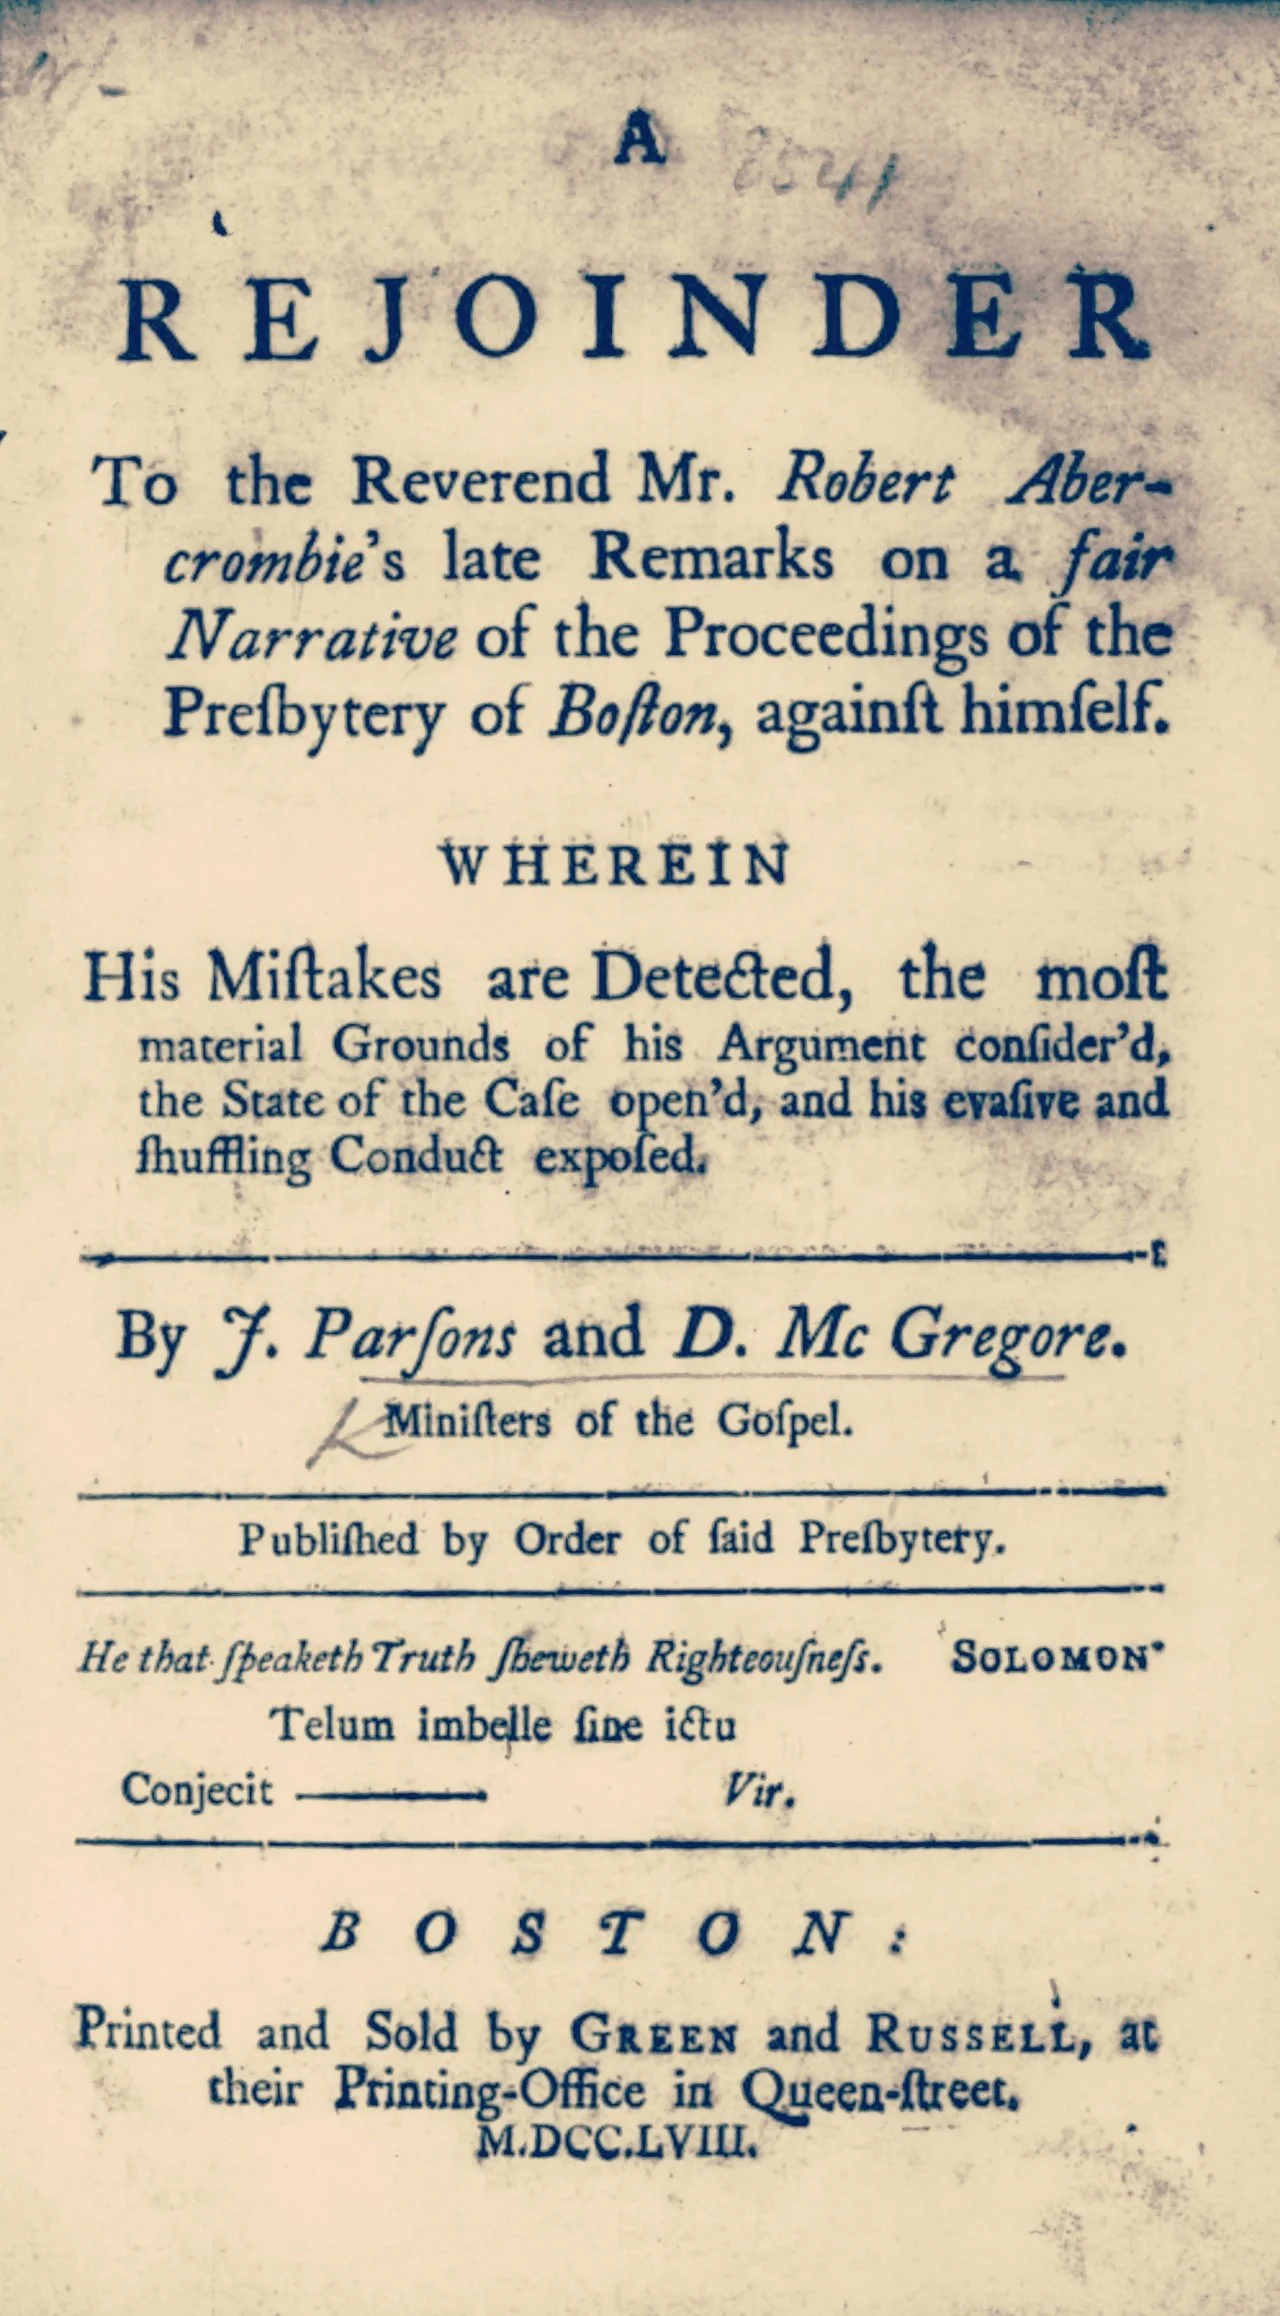 A
8541
REJOINDER
To the Reverend Mr. Robert Aber-
crombie's late Remarks on a fair
Narrative of the Proceedings of the
Preſbytery of Boſton, againſt himſelf.
WHEREIN
His Miſtakes are Detected, the moſt
material Grounds of his Argument conſider'd,
the State of the Caſe open'd, and his evaſive and
ſhuffling Conduct expoſed.
By J. Parſons and D. Mc Gregore.
Miniſters of the Goſpel.
Publiſhed by Order of ſaid Preſbytery.
He that ſpeaketh Truth ſheweth Righteouſneſs. SOLOMON.
Telum imbelle ſine ictu
Conjecit ——— Vir.
BOSTON:
Printed and Sold by GREEN and RUSSELL, at
their Printing-Office in Queen-ſtreet.
M.DCC.LVIII.